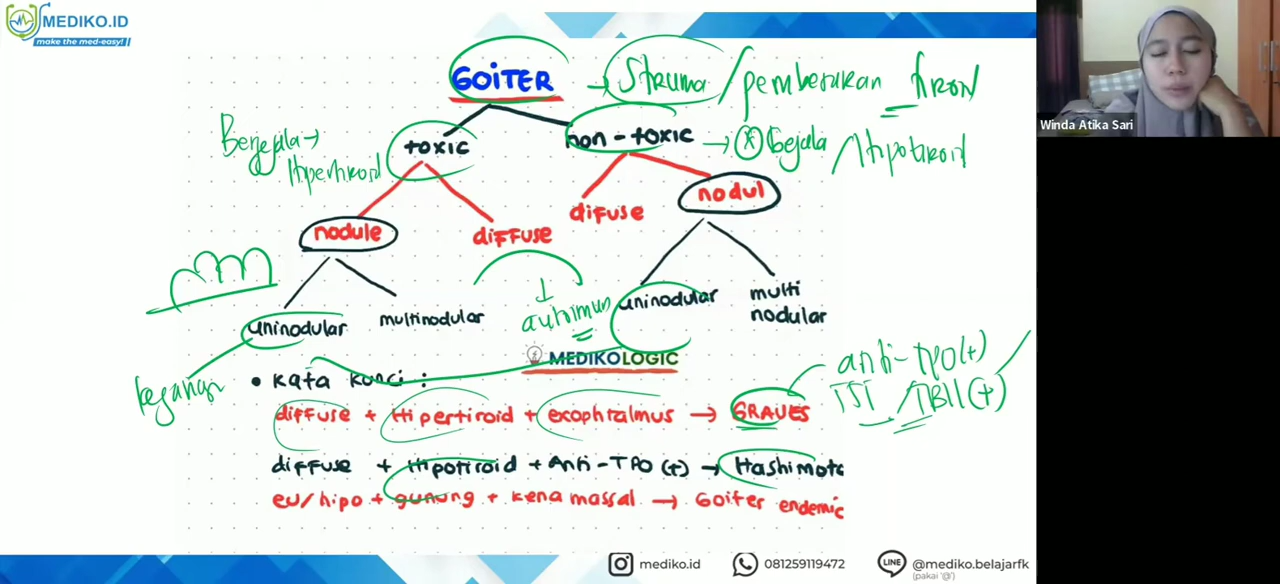 MEDIKO.ID
make the med-easy!
GOITER → Struma / pembesaran tiroid
Bergejala → Hipertiroid
toxic
non-toxic → (x) Gejala / Hipotiroid
nodule
diffuse
difuse
nodul
uninodular
multinodular
autoimun
uninodular
multi nodular
MEDIKOLOGIC
keganasan
• Kata Kunci :
anti-TPO (+)
TSI / TBII (+)
diffuse + Hipertiroid + exophtalmus → GRAVES
diffuse + Hipotiroid + Anti-TPO (+) → Hashimoto
eu/hipo + gunung + kena massal → Goiter endemic
mediko.id
081259119472
LINE @mediko.belajarfk
(pakai '@')
Winda Atika Sari